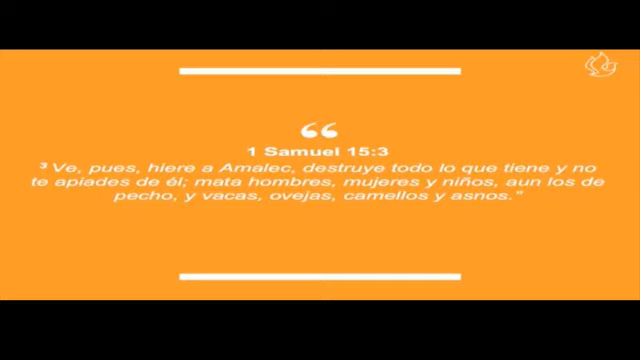 “
1 Samuel 15:3
³ Ve, pues, hiere a Amalec, destruye todo lo que tiene y no
te apiades de él; mata hombres, mujeres y niños, aun los de
pecho, y vacas, ovejas, camellos y asnos."